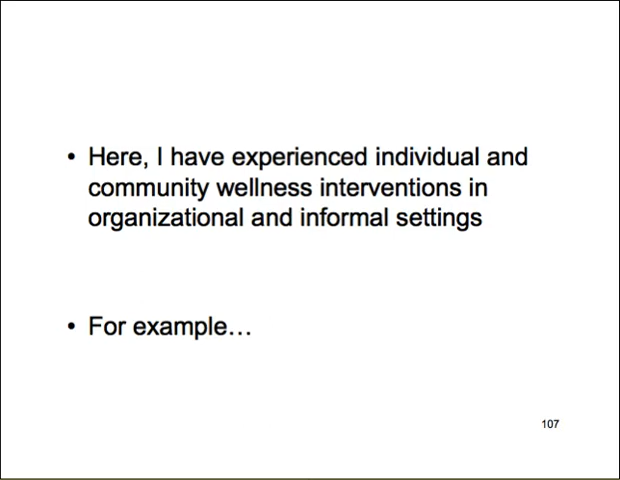 • Here, I have experienced individual and
community wellness interventions in
organizational and informal settings
• For example…
107